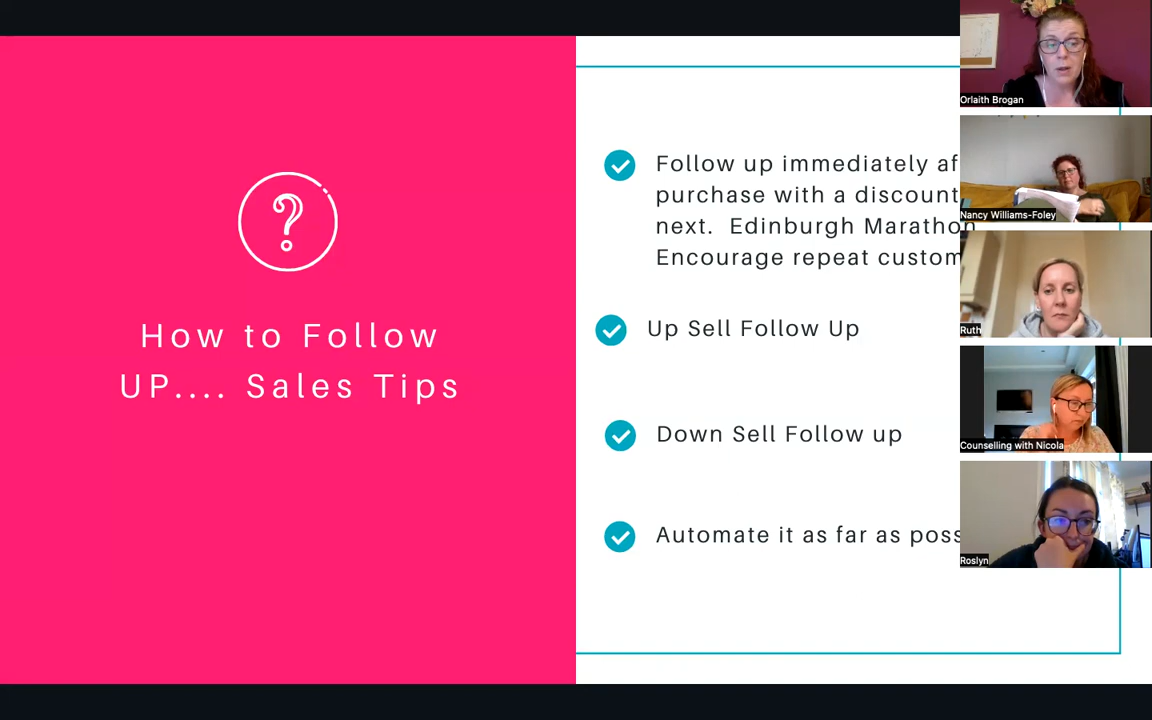 How to Follow
UP.... Sales Tips
Follow up immediately af
purchase with a discount
next. Edinburgh Marathon
Encourage repeat custom
Up Sell Follow Up
Down Sell Follow up
Automate it as far as poss
Orlaith Brogan
Nancy Williams-Foley
Ruth
Counselling with Nicola
Roslyn